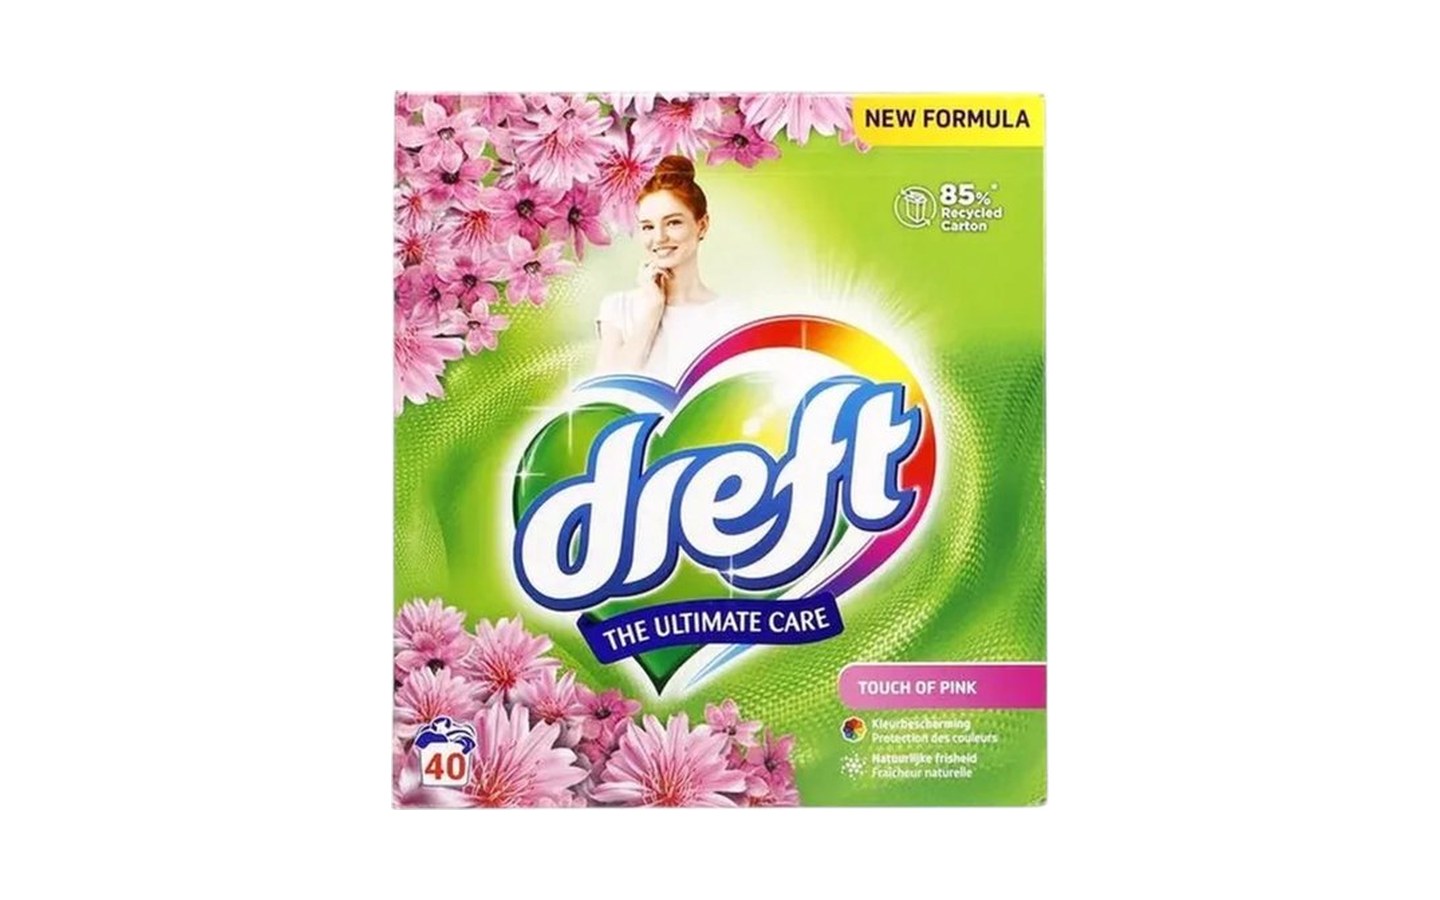 NEW FORMULA
85%*
Recycled
Carton
dreft
THE ULTIMATE CARE
TOUCH OF PINK
Kleurbescherming
Protection des couleurs
Natuurlijke frisheid
Fraîcheur naturelle
40